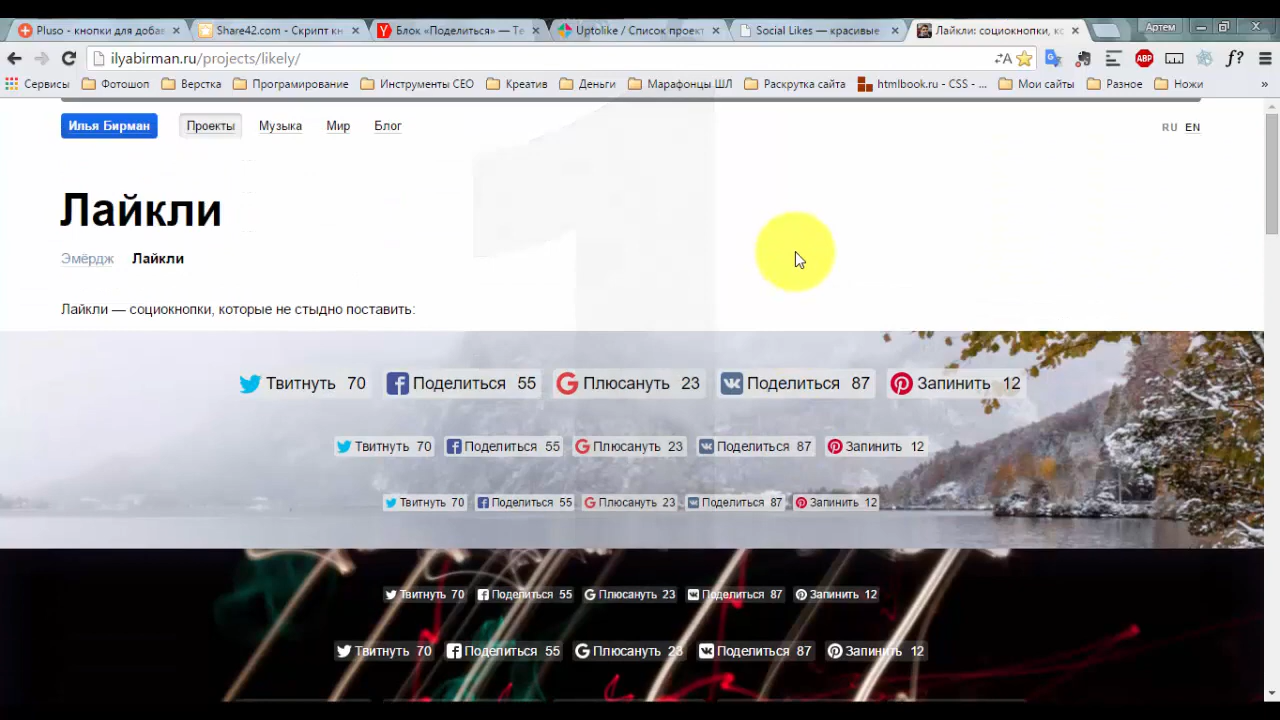 Pluso - кнопки для добав
Share42.com - Скрипт кн
Блок «Поделиться» — Те
Uptolike / Список проект
Social Likes — красивые
Лайкли: социокнопки, ко
Артем
ilyabirman.ru/projects/likely/
Сервисы Фотошоп Верстка Програмирование Инструменты СЕО Креатив Деньги Марафонцы ШЛ Раскрутка сайта htmlbook.ru - CSS - ... Мои сайты Разное Ножи »
Илья Бирман Проекты Музыка Мир Блог RU EN
Лайкли
Эмёрдж Лайкли
Лайкли — социокнопки, которые не стыдно поставить:
Твитнуть 70 Поделиться 55 Плюсануть 23 Поделиться 87 Запинить 12
Твитнуть 70 Поделиться 55 Плюсануть 23 Поделиться 87 Запинить 12
Твитнуть 70 Поделиться 55 Плюсануть 23 Поделиться 87 Запинить 12
Твитнуть 70 Поделиться 55 Плюсануть 23 Поделиться 87 Запинить 12
Твитнуть 70 Поделиться 55 Плюсануть 23 Поделиться 87 Запинить 12